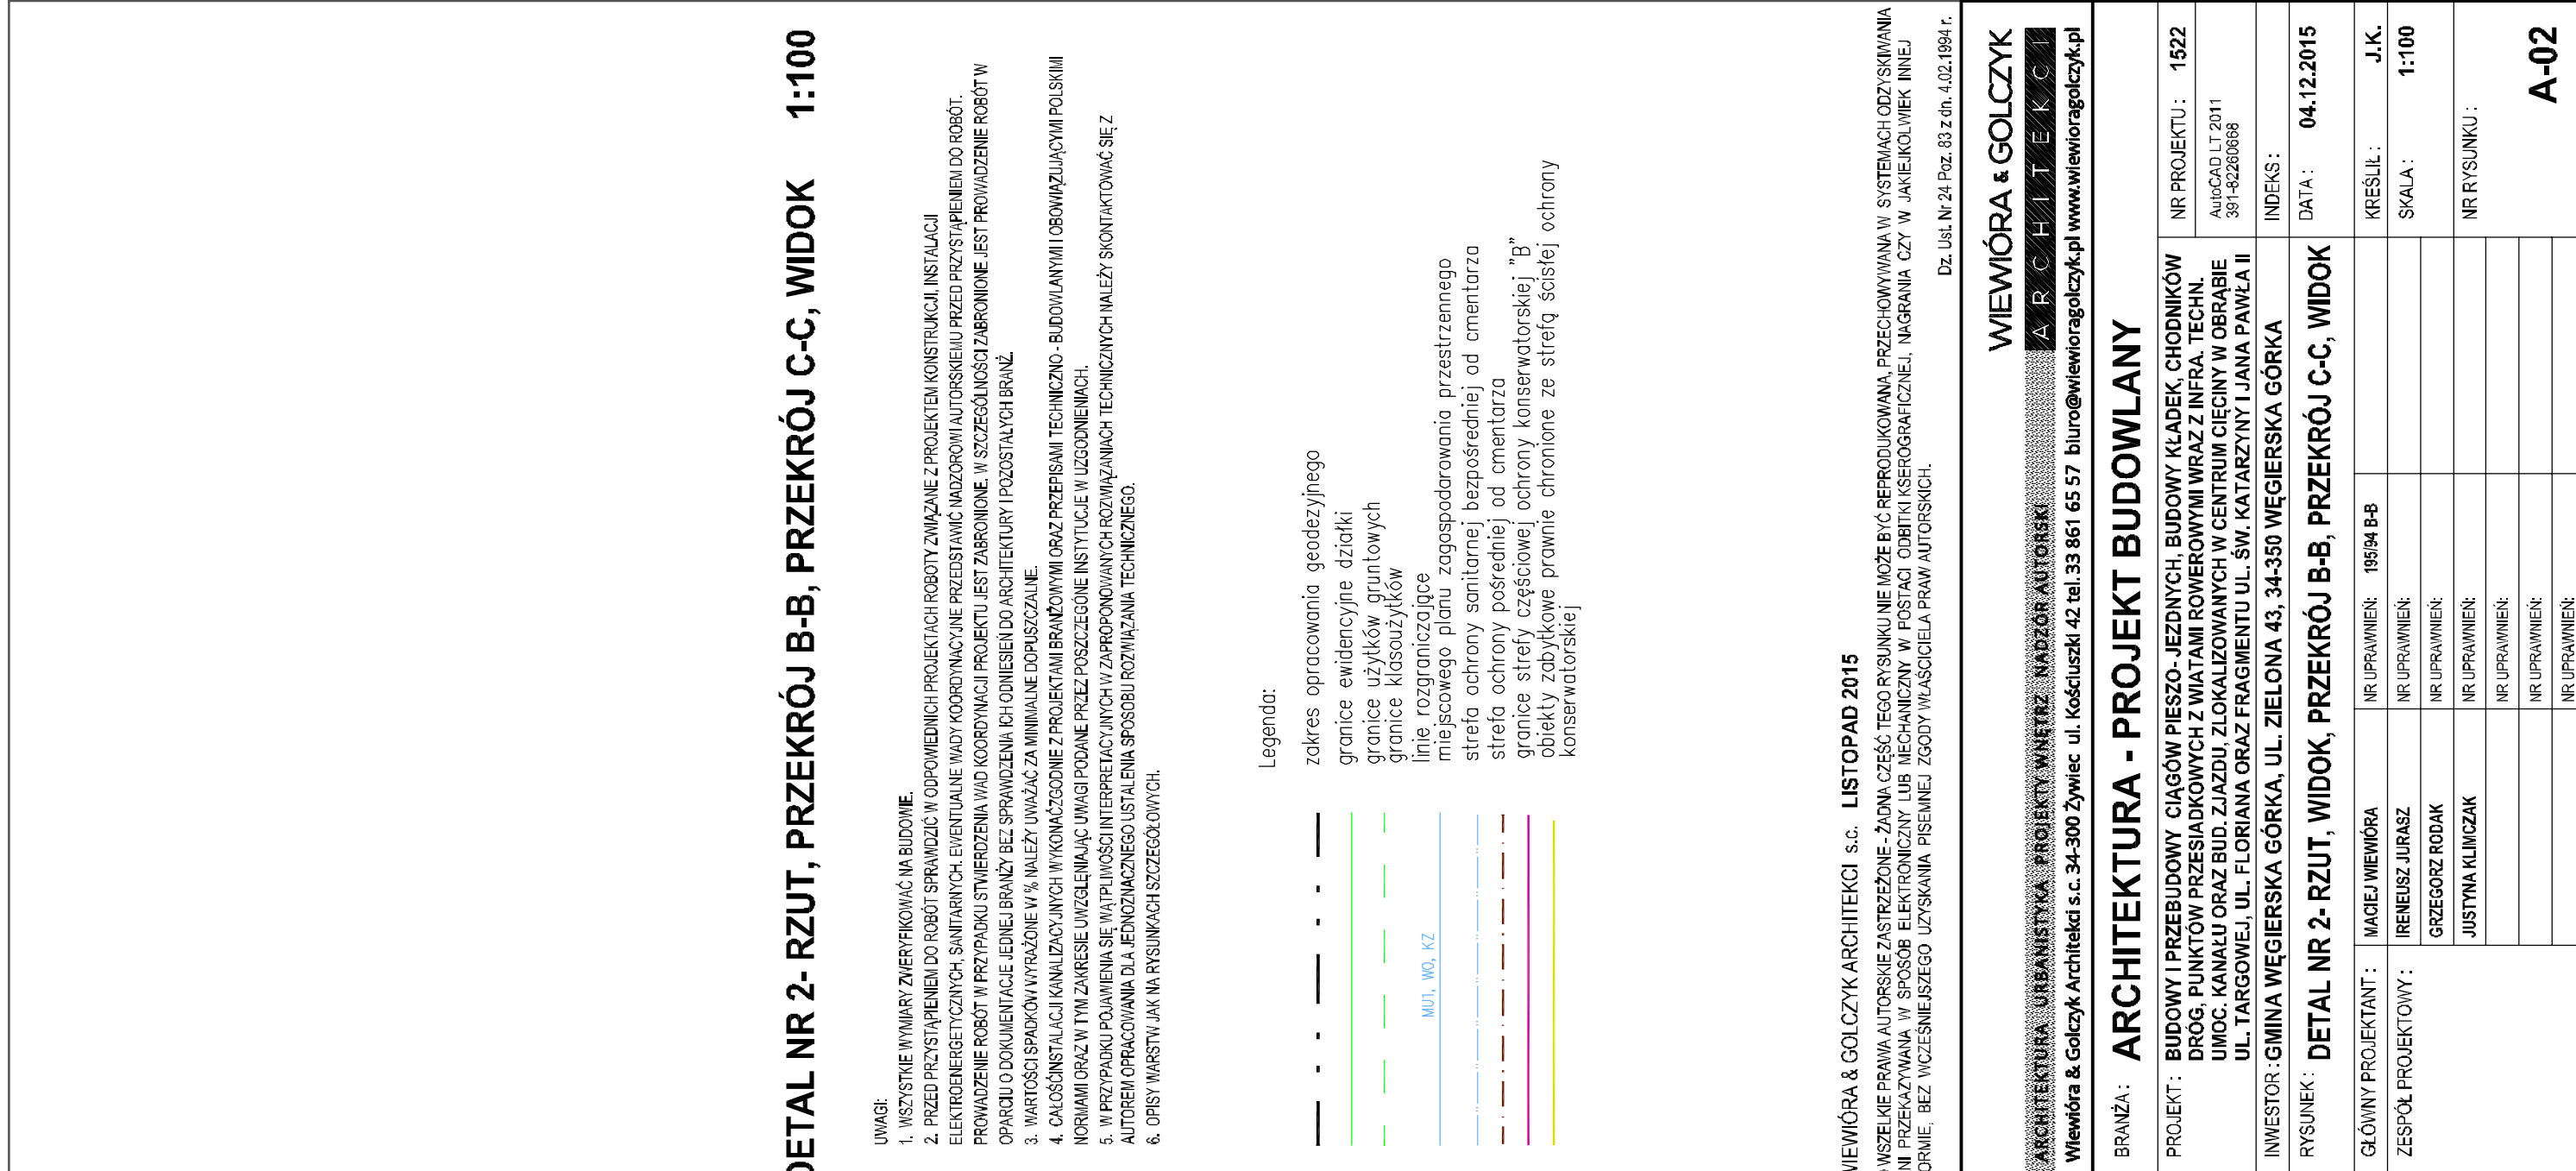 DETAL NR 2- RZUT, PRZEKRÓJ B-B, PRZEKRÓJ C-C, WIDOK 1:100
UWAGI:
1. WSZYSTKIE WYMIARY ZWERYFIKOWAĆ NA BUDOWIE.
2. PRZED PRZYSTĄPIENIEM DO ROBÓT SPRAWDZIĆ W ODPOWIEDNICH PROJEKTACH ROBOTY ZWIĄZANE Z PROJEKTEM KONSTRUKCJI, INSTALACJI
ELEKTROENERGETYCZNYCH, SANITARNYCH. EWENTUALNE WADY KOORDYNACYJNE PRZEDSTAWIĆ NADZOROWI AUTORSKIEMU PRZED PRZYSTĄPIENIEM DO ROBÓT.
PROWADZENIE ROBÓT W PRZYPADKU STWIERDZENIA WAD KOORDYNACJI PROJEKTU JEST ZABRONIONE. W SZCZEGÓLNOŚCI ZABRONIONE JEST PROWADZENIE ROBÓT W
OPARCIU O DOKUMENTACJE JEDNEJ BRANŻY BEZ SPRAWDZENIA ICH ODNIESIEŃ DO ARCHITEKTURY I POZOSTAŁYCH BRANŻ.
3. WARTOŚCI SPADKÓW WYRAŻONE W % NALEŻY UWAŻAĆ ZA MINIMALNE DOPUSZCZALNE.
4. CAŁOŚĆ INSTALACJI KANALIZACYJNYCH WYKONAĆ ZGODNIE Z PROJEKTAMI BRANŻOWYMI ORAZ PRZEPISAMI TECHNICZNO - BUDOWLANYMI I OBOWIĄZUJĄCYMI POLSKIMI
NORMAMI ORAZ W TYM ZAKRESIE UWZGLĘNIAJĄC UWAGI PODANE PRZEZ POSZCZEGÓNE INSTYTUCJE W UZGODNIENIACH.
5. W PRZYPADKU POJAWIENIA SIĘ WĄTPLIWOŚCI INTERPRETACYJNYCH W ZAPROPONOWANYCH ROZWIĄZANIACH TECHNICZNYCH NALEŻY SKONTAKTOWAĆ SIĘ Z
AUTOREM OPRACOWANIA DLA JEDNOZNACZNEGO USTALENIA SPOSOBU ROZWIĄZANIA TECHNICZNEGO.
6. OPISY WARSTW JAK NA RYSUNKACH SZCZEGÓŁOWYCH.
Legenda:
zakres opracowania geodezyjnego
granice ewidencyjne działki
granice użytków gruntowych
granice klasoużytków
MU1, WO, KZ
linie rozgraniczające
miejscowego planu zagospodarowania przestrzennego
strefa ochrony sanitarnej bezpośredniej od cmentarza
strefa ochrony pośredniej od cmentarza
granice strefy częściowej ochrony konserwatorskiej "B"
obiekty zabytkowe prawnie chronione ze strefą ścisłej ochrony
konserwatorskiej
WIEWIÓRA & GOLCZYK ARCHITEKCI s.c. LISTOPAD 2015
WSZELKIE PRAWA AUTORSKIE ZASTRZEŻONE - ŻADNA CZĘŚĆ TEGO RYSUNKU NIE MOŻE BYĆ REPRODUKOWANA, PRZECHOWYWANA W SYSTEMACH ODZYSKIWANIA
ANI PRZEKAZYWANA W SPOSÓB ELEKTRONICZNY LUB MECHANICZNY W POSTACI ODBITKI KSEROGRAFICZNEJ, NAGRANIA CZY W JAKIEJKOLWIEK INNEJ
FORMIE, BEZ WCZEŚNIEJSZEGO UZYSKANIA PISEMNEJ ZGODY WŁAŚCICIELA PRAW AUTORSKICH.
Dz. Ust. Nr 24 Poz. 83 z dn. 4.02.1994 r.
WIEWIÓRA & GOLCZYK
ARCHITEKTURA URBANISTYKA PROJEKTY WNĘTRZ NADZÓR AUTORSKI ARCHITEKCI
Wiewióra & Golczyk Architekci s.c. 34-300 Żywiec ul. Kościuszki 42 tel. 33 861 65 57 biuro@wiewioragolczyk.pl www.wiewioragolczyk.pl
BRANŻA : ARCHITEKTURA - PROJEKT BUDOWLANY
PROJEKT : BUDOWY I PRZEBUDOWY CIĄGÓW PIESZO-JEZDNYCH, BUDOWY KŁADEK, CHODNIKÓW
DRÓG, PUNKTÓW PRZESIADKOWYCH Z WIATAMI ROWEROWYMI WRAZ Z INFRA. TECHN.
UMOC. KANAŁU ORAZ BUD. ZJAZDU, ZLOKALIZOWANYCH W CENTRUM CIĘCINY W OBRĄBIE
UL. TARGOWEJ, UL. FLORIANA ORAZ FRAGMENTU UL. ŚW. KATARZYNY I JANA PAWŁA II
NR PROJEKTU : 1522
AutoCAD LT 2011
391-82260668
INWESTOR : GMINA WĘGIERSKA GÓRKA, UL. ZIELONA 43, 34-350 WĘGIERSKA GÓRKA
INDEKS :
RYSUNEK : DETAL NR 2- RZUT, WIDOK, PRZEKRÓJ B-B, PRZEKRÓJ C-C, WIDOK
DATA : 04.12.2015
GŁÓWNY PROJEKTANT : MACIEJ WIEWIÓRA NR UPRAWNIEŃ: 195/94 B-B
KREŚLIŁ : J.K.
ZESPÓŁ PROJEKTOWY : IRENEUSZ JURASZ NR UPRAWNIEŃ:
SKALA : 1:100
GRZEGORZ RODAK NR UPRAWNIEŃ:
JUSTYNA KLIMCZAK NR UPRAWNIEŃ:
NR RYSUNKU :
NR UPRAWNIEŃ:
NR UPRAWNIEŃ:
A-02
NR UPRAWNIEŃ: